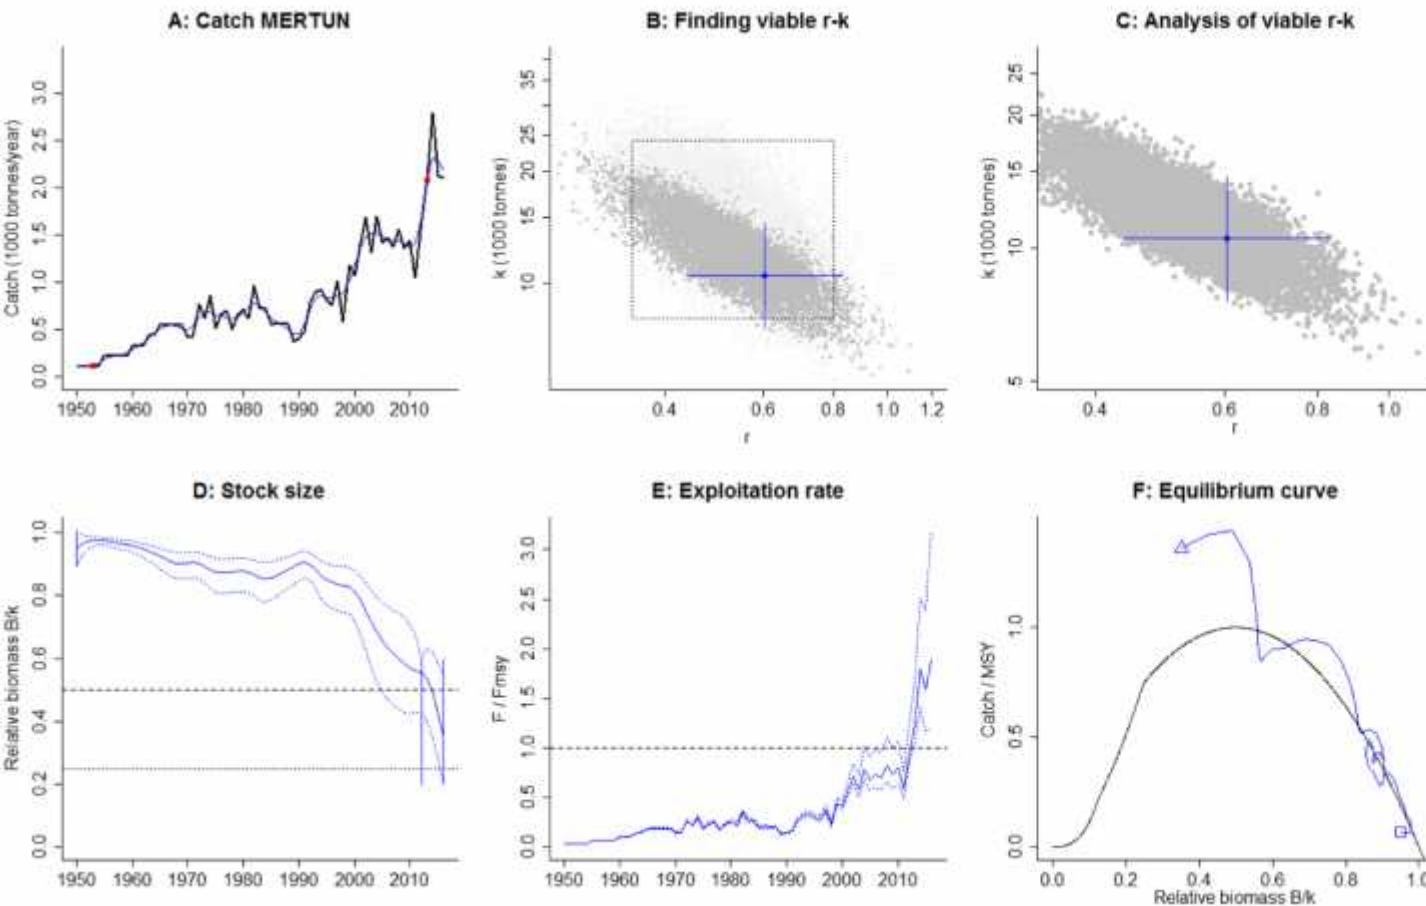 A: Catch MERTUN
Catch (1000 tonnes/year)
0.0 0.5 1.0 1.5 2.0 2.5 3.0
1950 1960 1970 1980 1990 2000 2010
B: Finding viable r-k
k (1000 tonnes)
10 15 20 25 35
0.4 0.6 0.8 1.0 1.2
r
C: Analysis of viable r-k
k (1000 tonnes)
5 10 15 20 25
0.4 0.6 0.8 1.0
r
D: Stock size
Relative biomass B/k
0.0 0.2 0.4 0.6 0.8 1.0
1950 1960 1970 1980 1990 2000 2010
E: Exploitation rate
F / Fmsy
0.0 0.5 1.0 1.5 2.0 2.5 3.0
1950 1960 1970 1980 1990 2000 2010
F: Equilibrium curve
Catch / MSY
0.0 0.5 1.0
0.0 0.2 0.4 0.6 0.8 1.0
Relative biomass B/k